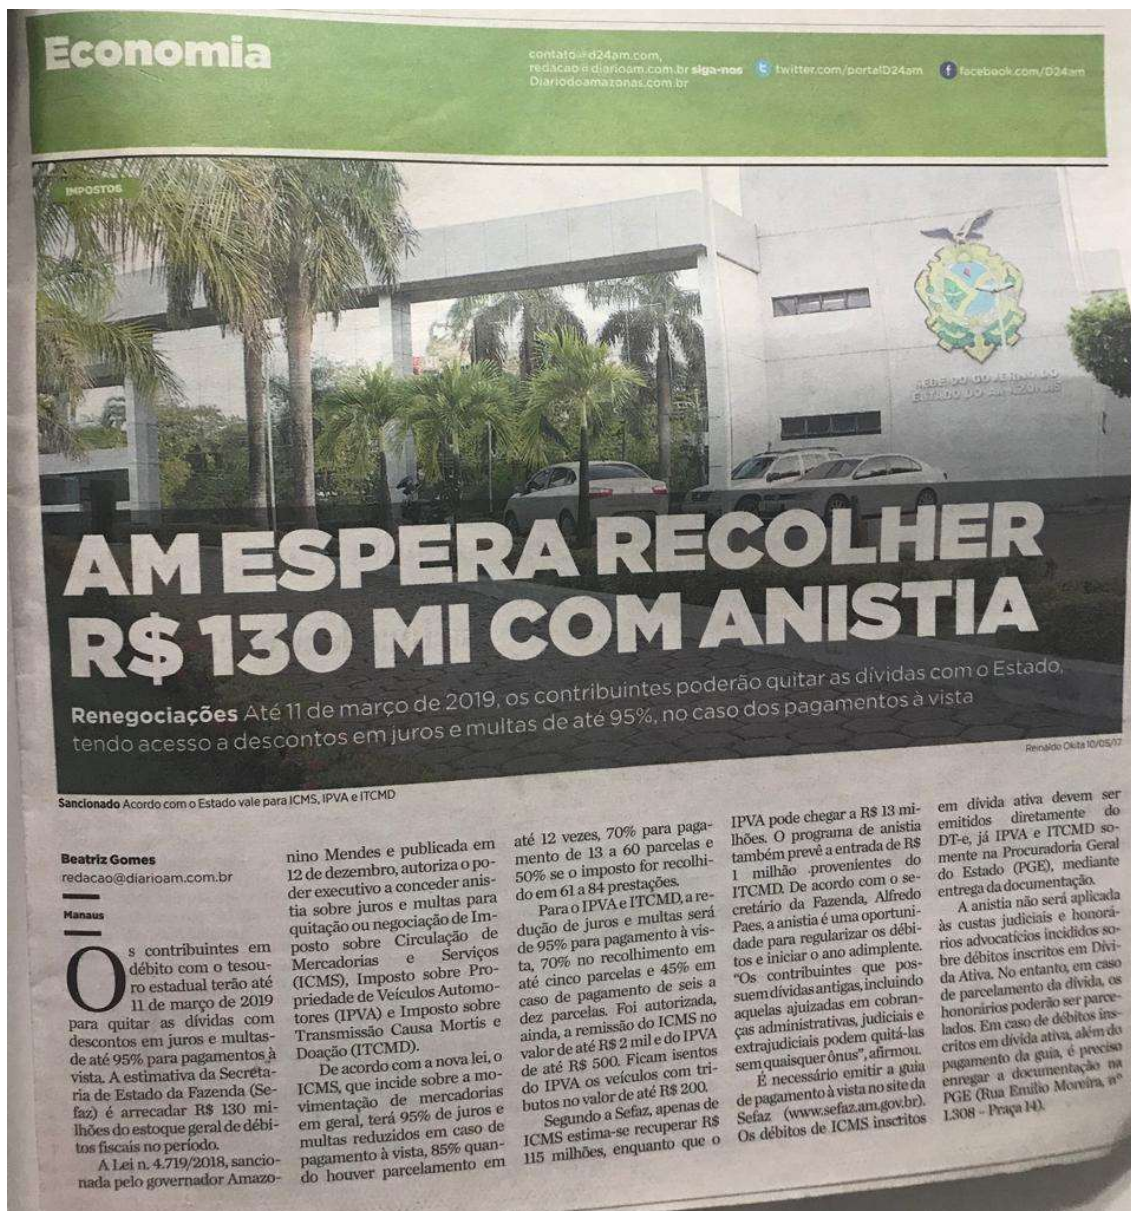 Economia
contato@d24am.com,
redacao@diarioam.com.br siga-nos twitter.com/portalD24am facebook.com/D24am
Diariodoamazonas.com.br
IMPOSTOS
SEDE DO GOVERNO DO
ESTADO DO AMAZONAS
AM ESPERA RECOLHER
R$ 130 MI COM ANISTIA
Renegociações Até 11 de março de 2019, os contribuintes poderão quitar as dívidas com o Estado,
tendo acesso a descontos em juros e multas de até 95%, no caso dos pagamentos à vista
Reinaldo Okita 10/05/17
Sancionado Acordo com o Estado vale para ICMS, IPVA e ITCMD
Beatriz Gomes
redacao@diarioam.com.br
Manaus
Os contribuintes em
débito com o tesou-
ro estadual terão até
11 de março de 2019
para quitar as dívidas com
descontos em juros e multas-
de até 95% para pagamentos à
vista. A estimativa da Secreta-
ria de Estado da Fazenda (Se-
faz) é arrecadar R$ 130 mi-
lhões do estoque geral de débi-
tos fiscais no período.
A Lei n. 4.719/2018, sancio-
nada pelo governador Amazo-
nino Mendes e publicada em
12 de dezembro, autoriza o po-
der executivo a conceder anis-
tia sobre juros e multas para
quitação ou negociação de Im-
posto sobre Circulação de
Mercadorias e Serviços
(ICMS), Imposto sobre Pro-
priedade de Veículos Automo-
tores (IPVA) e Imposto sobre
Transmissão Causa Mortis e
Doação (ITCMD).
De acordo com a nova lei, o
ICMS, que incide sobre a mo-
vimentação de mercadorias
em geral, terá 95% de juros e
multas reduzidos em caso de
pagamento à vista, 85% quan-
do houver parcelamento em
até 12 vezes, 70% para paga-
mento de 13 a 60 parcelas e
50% se o imposto for recolhi-
do em 61 a 84 prestações.
Para o IPVA e ITCMD, a re-
dução de juros e multas será
de 95% para pagamento à vis-
ta, 70% no recolhimento em
até cinco parcelas e 45% em
caso de pagamento de seis a
dez parcelas. Foi autorizada,
ainda, a remissão do ICMS no
valor de até R$ 2 mil e do IPVA
de até R$ 500. Ficam isentos
do IPVA os veículos com tri-
butos no valor de até R$ 200.
Segundo a Sefaz, apenas de
ICMS estima-se recuperar R$
115 milhões, enquanto que o
IPVA pode chegar a R$ 13 mi-
lhões. O programa de anistia
também prevê a entrada de R$
1 milhão provenientes do
ITCMD. De acordo com o se-
cretário da Fazenda, Alfredo
Paes, a anistia é uma oportuni-
dade para regularizar os débi-
tos e iniciar o ano adimplente.
"Os contribuintes que pos-
suem dívidas antigas, incluindo
aquelas ajuizadas em cobran-
ças administrativas, judiciais e
extrajudiciais podem quitá-las
sem quaisquer ônus", afirmou.
É necessário emitir a guia
de pagamento à vista no site da
Sefaz (www.sefaz.am.gov.br).
Os débitos de ICMS inscritos
em dívida ativa devem ser
emitidos diretamente do
DT-e, já IPVA e ITCMD so-
mente na Procuradoria Geral
do Estado (PGE), mediante
entrega da documentação.
A anistia não será aplicada
às custas judiciais e honorá-
rios advocatícios incididos so-
bre débitos inscritos em Dívi-
da Ativa. No entanto, em caso
de parcelamento da dívida, os
honorários poderão ser parce-
lados. Em caso de débitos ins-
critos em dívida ativa, além do
pagamento da guia, é preciso
enregar a documentação na
PGE (Rua Emílio Moreira, nº
1.308 – Praça 14).